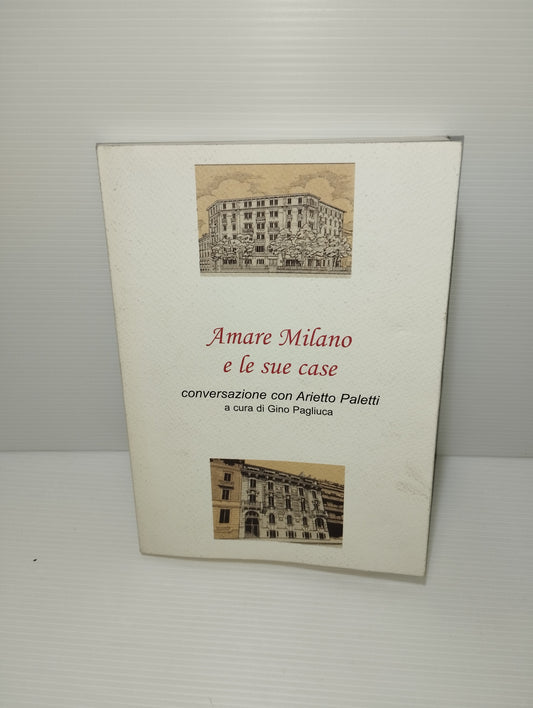 Amare Milano
e le sue case
conversazione con Arietto Paletti
a cura di Gino Pagliuca